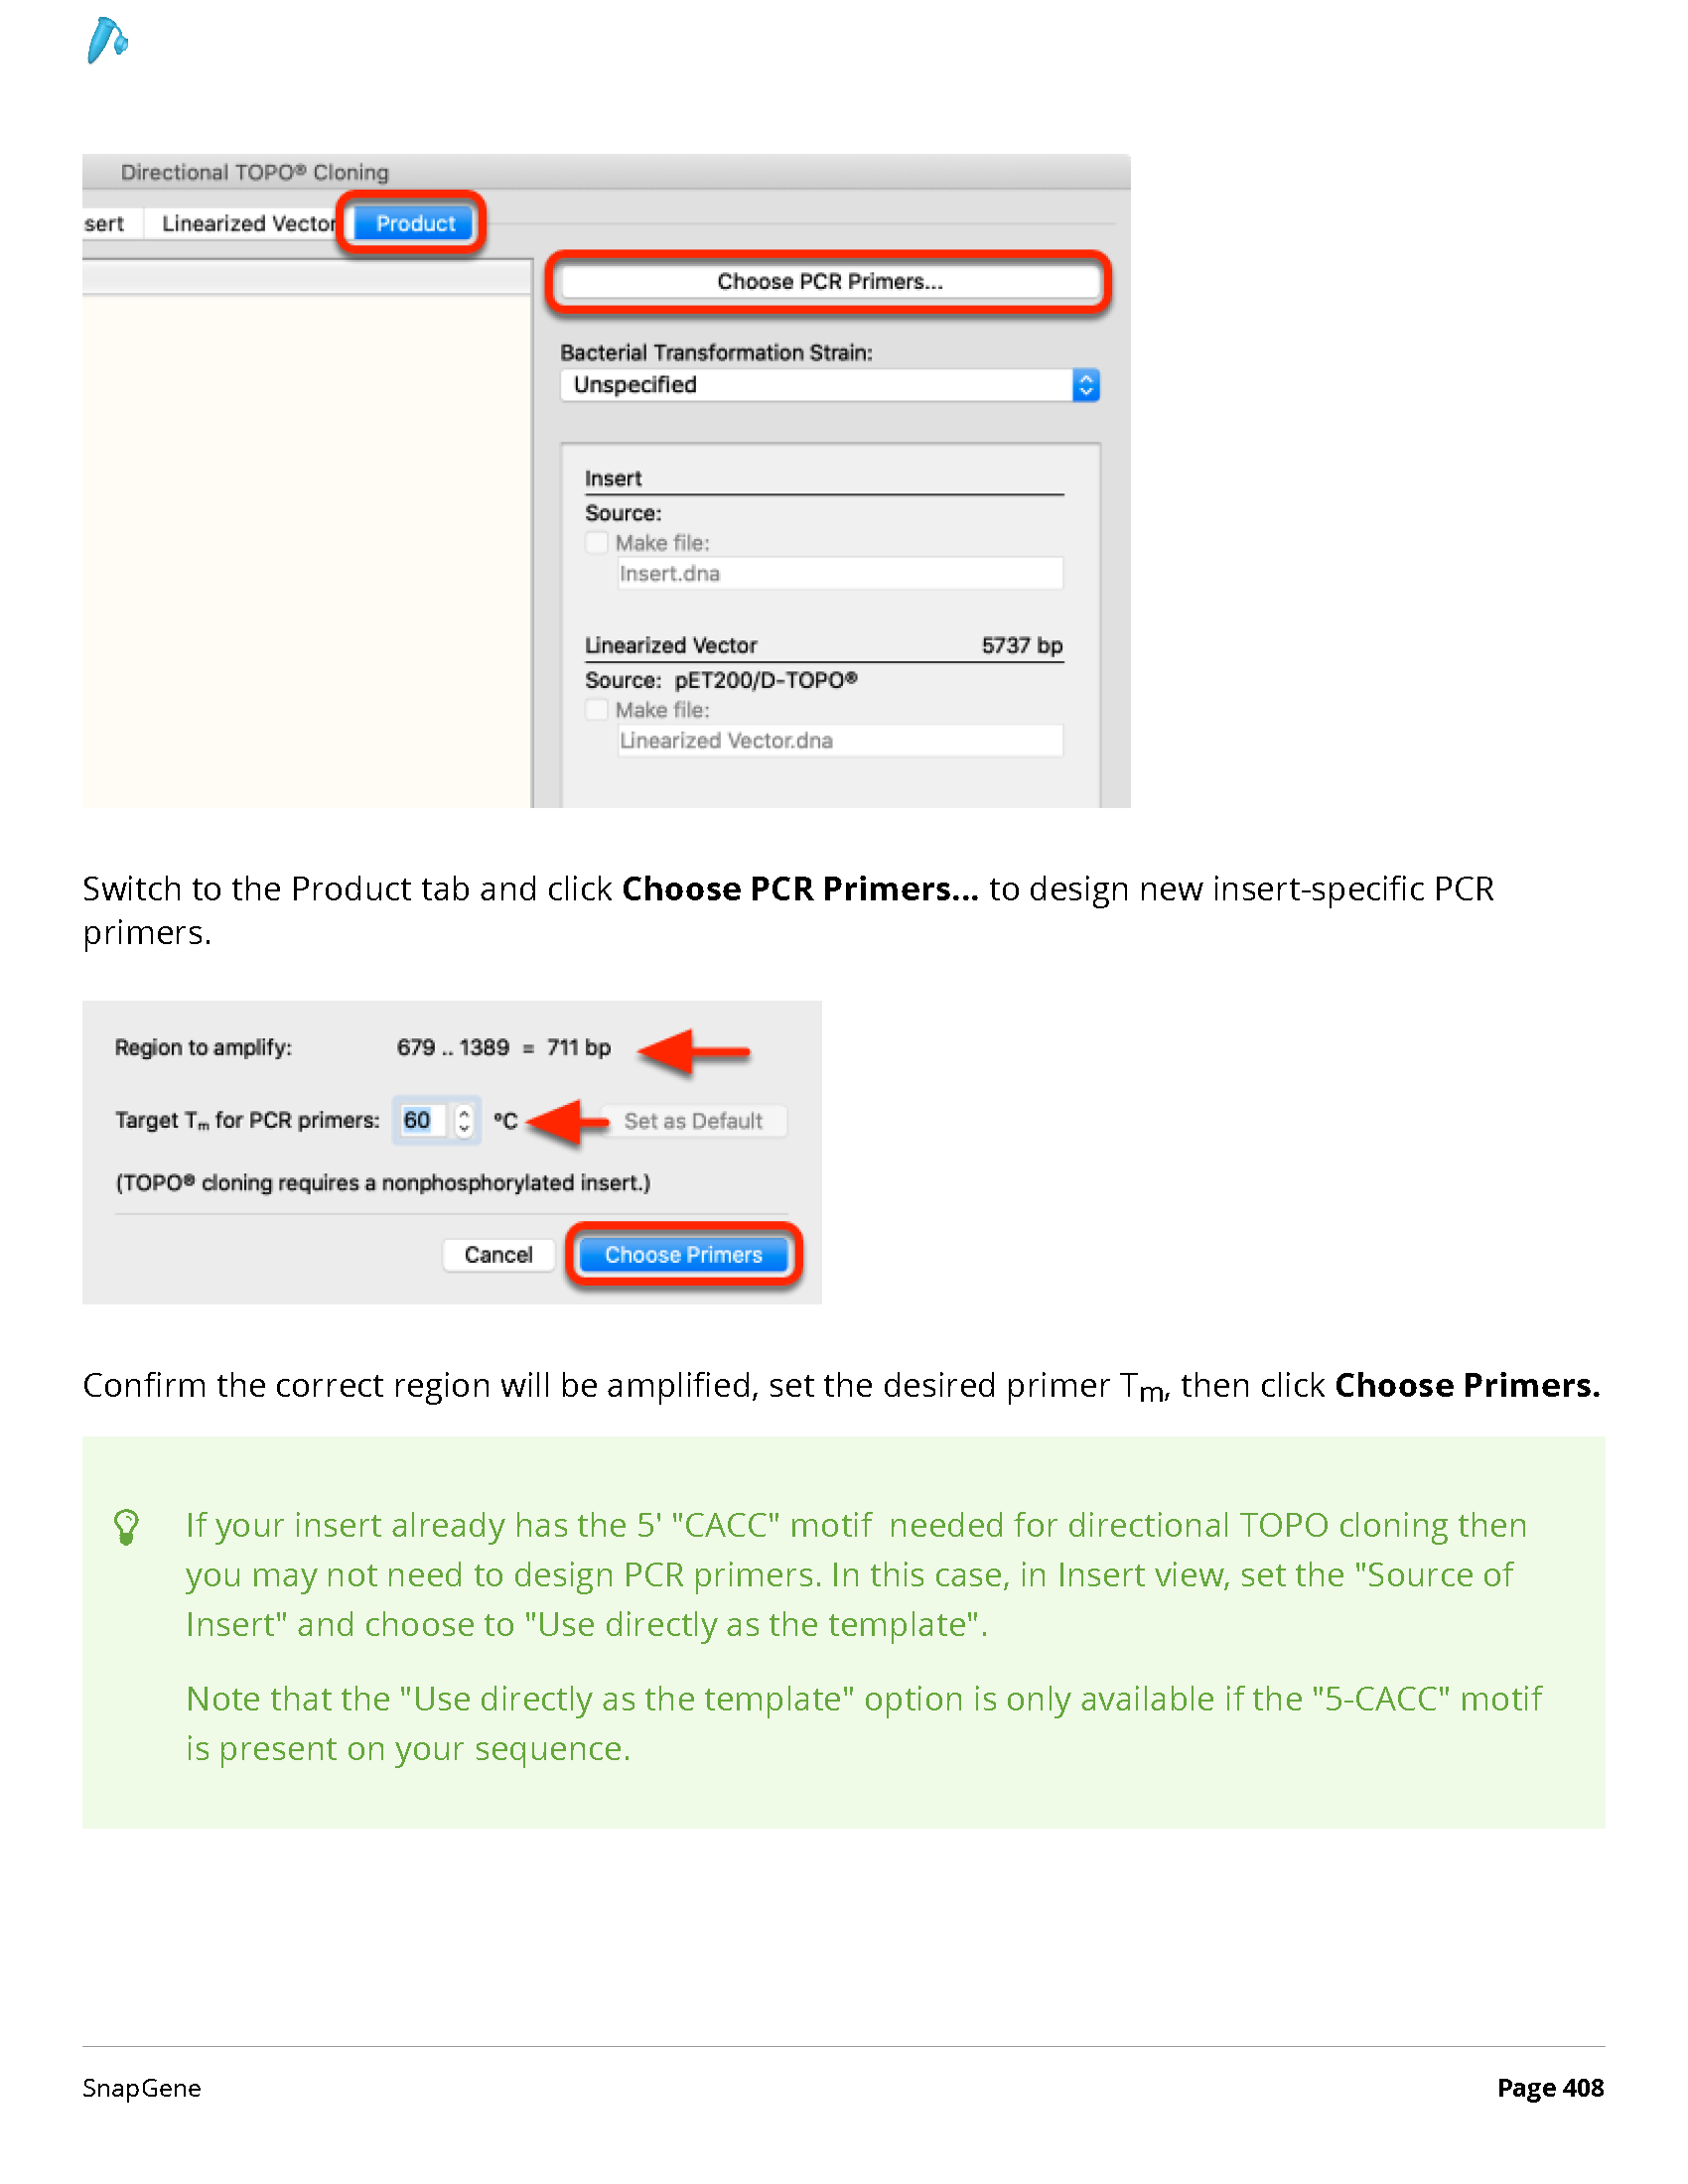 Directional TOPO® Cloning
sert Linearized Vector Product
Choose PCR Primers...
Bacterial Transformation Strain:
Unspecified
Insert
Source:
Make file:
Insert.dna
Linearized Vector 5737 bp
Source: pET200/D-TOPO®
Make file:
Linearized Vector.dna
Switch to the Product tab and click Choose PCR Primers... to design new insert-specific PCR
primers.
Region to amplify: 679 .. 1389 = 711 bp
Target Tm for PCR primers: 60 °C Set as Default
(TOPO® cloning requires a nonphosphorylated insert.)
Cancel Choose Primers
Confirm the correct region will be amplified, set the desired primer Tm, then click Choose Primers.
If your insert already has the 5' "CACC" motif needed for directional TOPO cloning then
you may not need to design PCR primers. In this case, in Insert view, set the "Source of
Insert" and choose to "Use directly as the template".
Note that the "Use directly as the template" option is only available if the "5-CACC" motif
is present on your sequence.
SnapGene Page 408